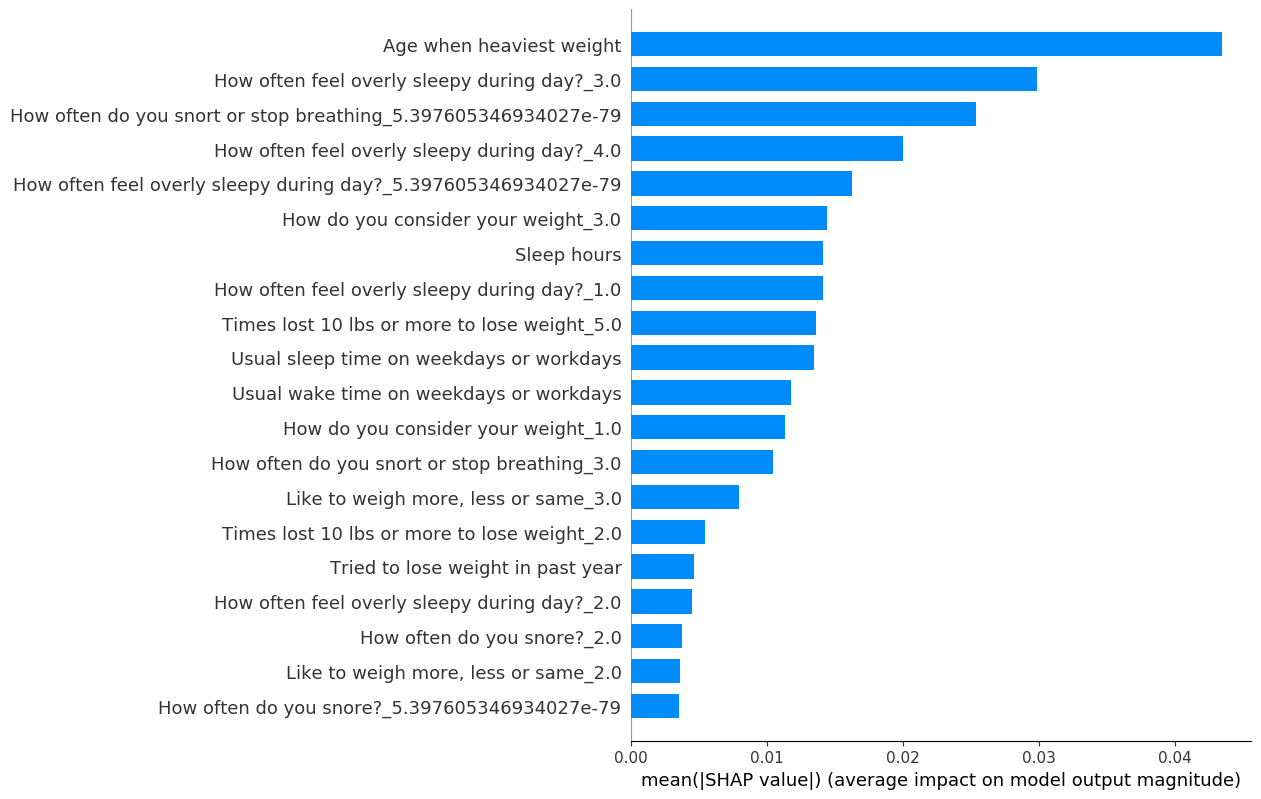 Age when heaviest weight
How often feel overly sleepy during day?_3.0
How often do you snort or stop breathing_5.397605346934027e-79
How often feel overly sleepy during day?_4.0
How often feel overly sleepy during day?_5.397605346934027e-79
How do you consider your weight_3.0
Sleep hours
How often feel overly sleepy during day?_1.0
Times lost 10 lbs or more to lose weight_5.0
Usual sleep time on weekdays or workdays
Usual wake time on weekdays or workdays
How do you consider your weight_1.0
How often do you snort or stop breathing_3.0
Like to weigh more, less or same_3.0
Times lost 10 lbs or more to lose weight_2.0
Tried to lose weight in past year
How often feel overly sleepy during day?_2.0
How often do you snore?_2.0
Like to weigh more, less or same_2.0
How often do you snore?_5.397605346934027e-79
0.00 0.01 0.02 0.03 0.04
mean(|SHAP value|) (average impact on model output magnitude)